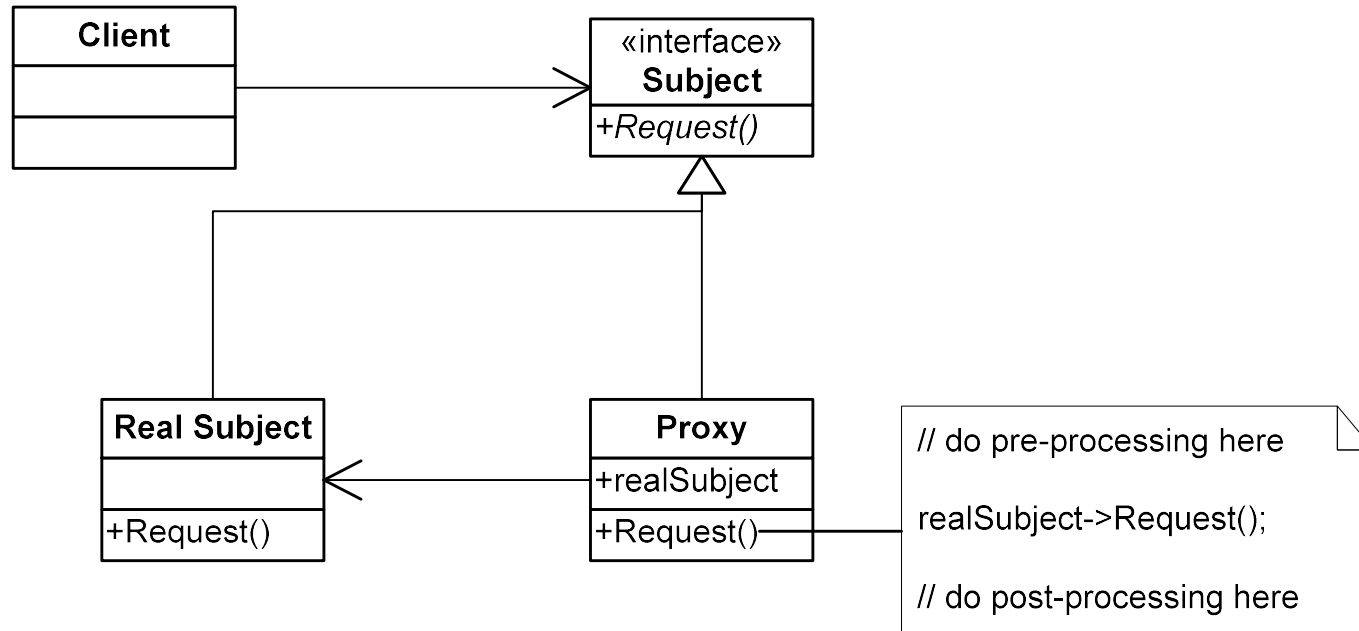 Client
«interface»
Subject
+Request()
Real Subject
+Request()
Proxy
+realSubject
+Request()
// do pre-processing here
realSubject->Request();
// do post-processing here